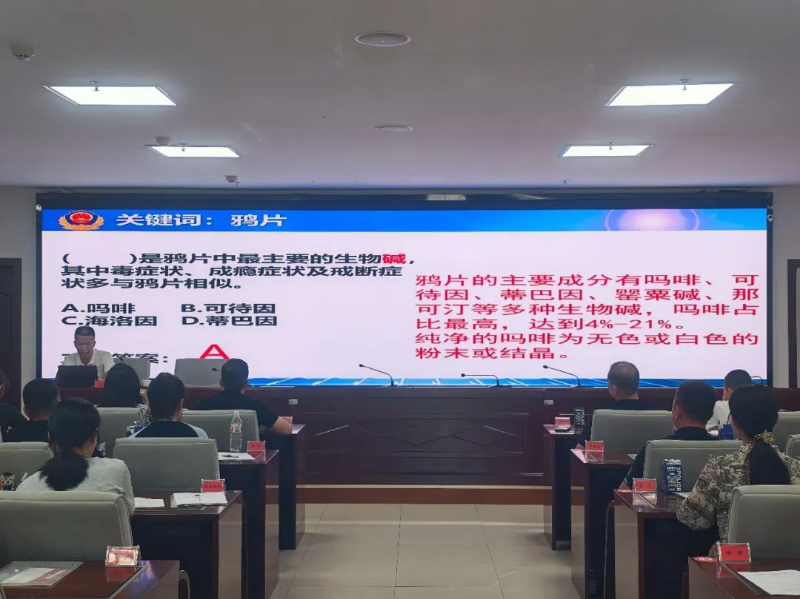 关键词：鸦片
(      )是鸦片中最主要的生物碱，
其中毒症状、成瘾症状及戒断症
状多与鸦片相似。
A.吗啡 B.可待因
C.海洛因 D.蒂巴因
答案： A
鸦片的主要成分有吗啡、可
待因、蒂巴因、罂粟碱、那
可汀等多种生物碱，吗啡占
比最高，达到4%-21%。
纯净的吗啡为无色或白色的
粉末或结晶。